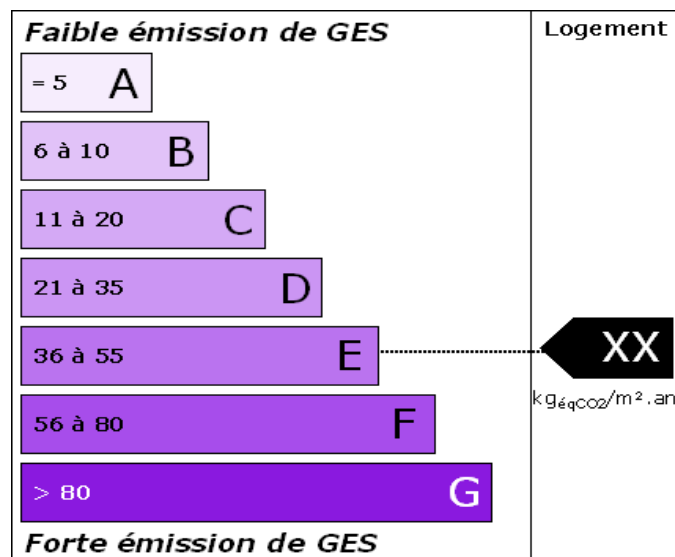 Faible émission de GES
Logement
= 5 A
6 à 10 B
11 à 20 C
21 à 35 D
36 à 55 E
XX
kgéqCO2/m².an
56 à 80 F
> 80 G
Forte émission de GES